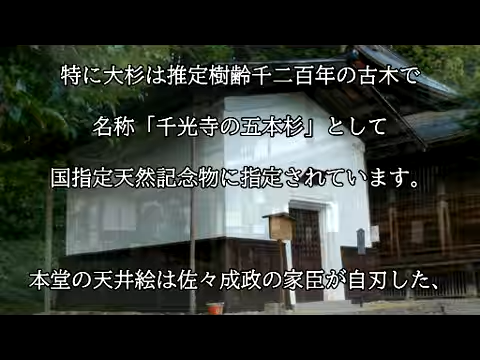 特に大杉は推定樹齢千二百年の古木で
名称「千光寺の五本杉」として
国指定天然記念物に指定されています。
本堂の天井絵は佐々成政の家臣が自刃した、